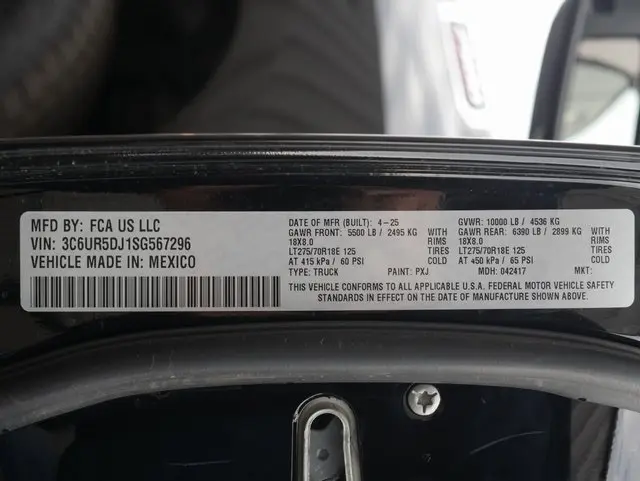 MFD BY: FCA US LLC
VIN: 3C6UR5DJ1SG567296
VEHICLE MADE IN: MEXICO
DATE OF MFR (BUILT): 4-25
GAWR FRONT: 5500 LB / 2495 KG WITH
18X8.0 RIMS
LT275/70R18E 125 TIRES
AT 415 kPa / 60 PSI COLD
TYPE: TRUCK PAINT: PXJ
GVWR: 10000 LB / 4536 KG
GAWR REAR: 6390 LB / 2899 KG WITH
18X8.0 RIMS
LT275/70R18E 125 TIRES
AT 450 kPa / 65 PSI COLD
MDH: 042417 MKT:
THIS VEHICLE CONFORMS TO ALL APPLICABLE U.S.A. FEDERAL MOTOR VEHICLE SAFETY
STANDARDS IN EFFECT ON THE DATE OF MANUFACTURE SHOWN ABOVE.